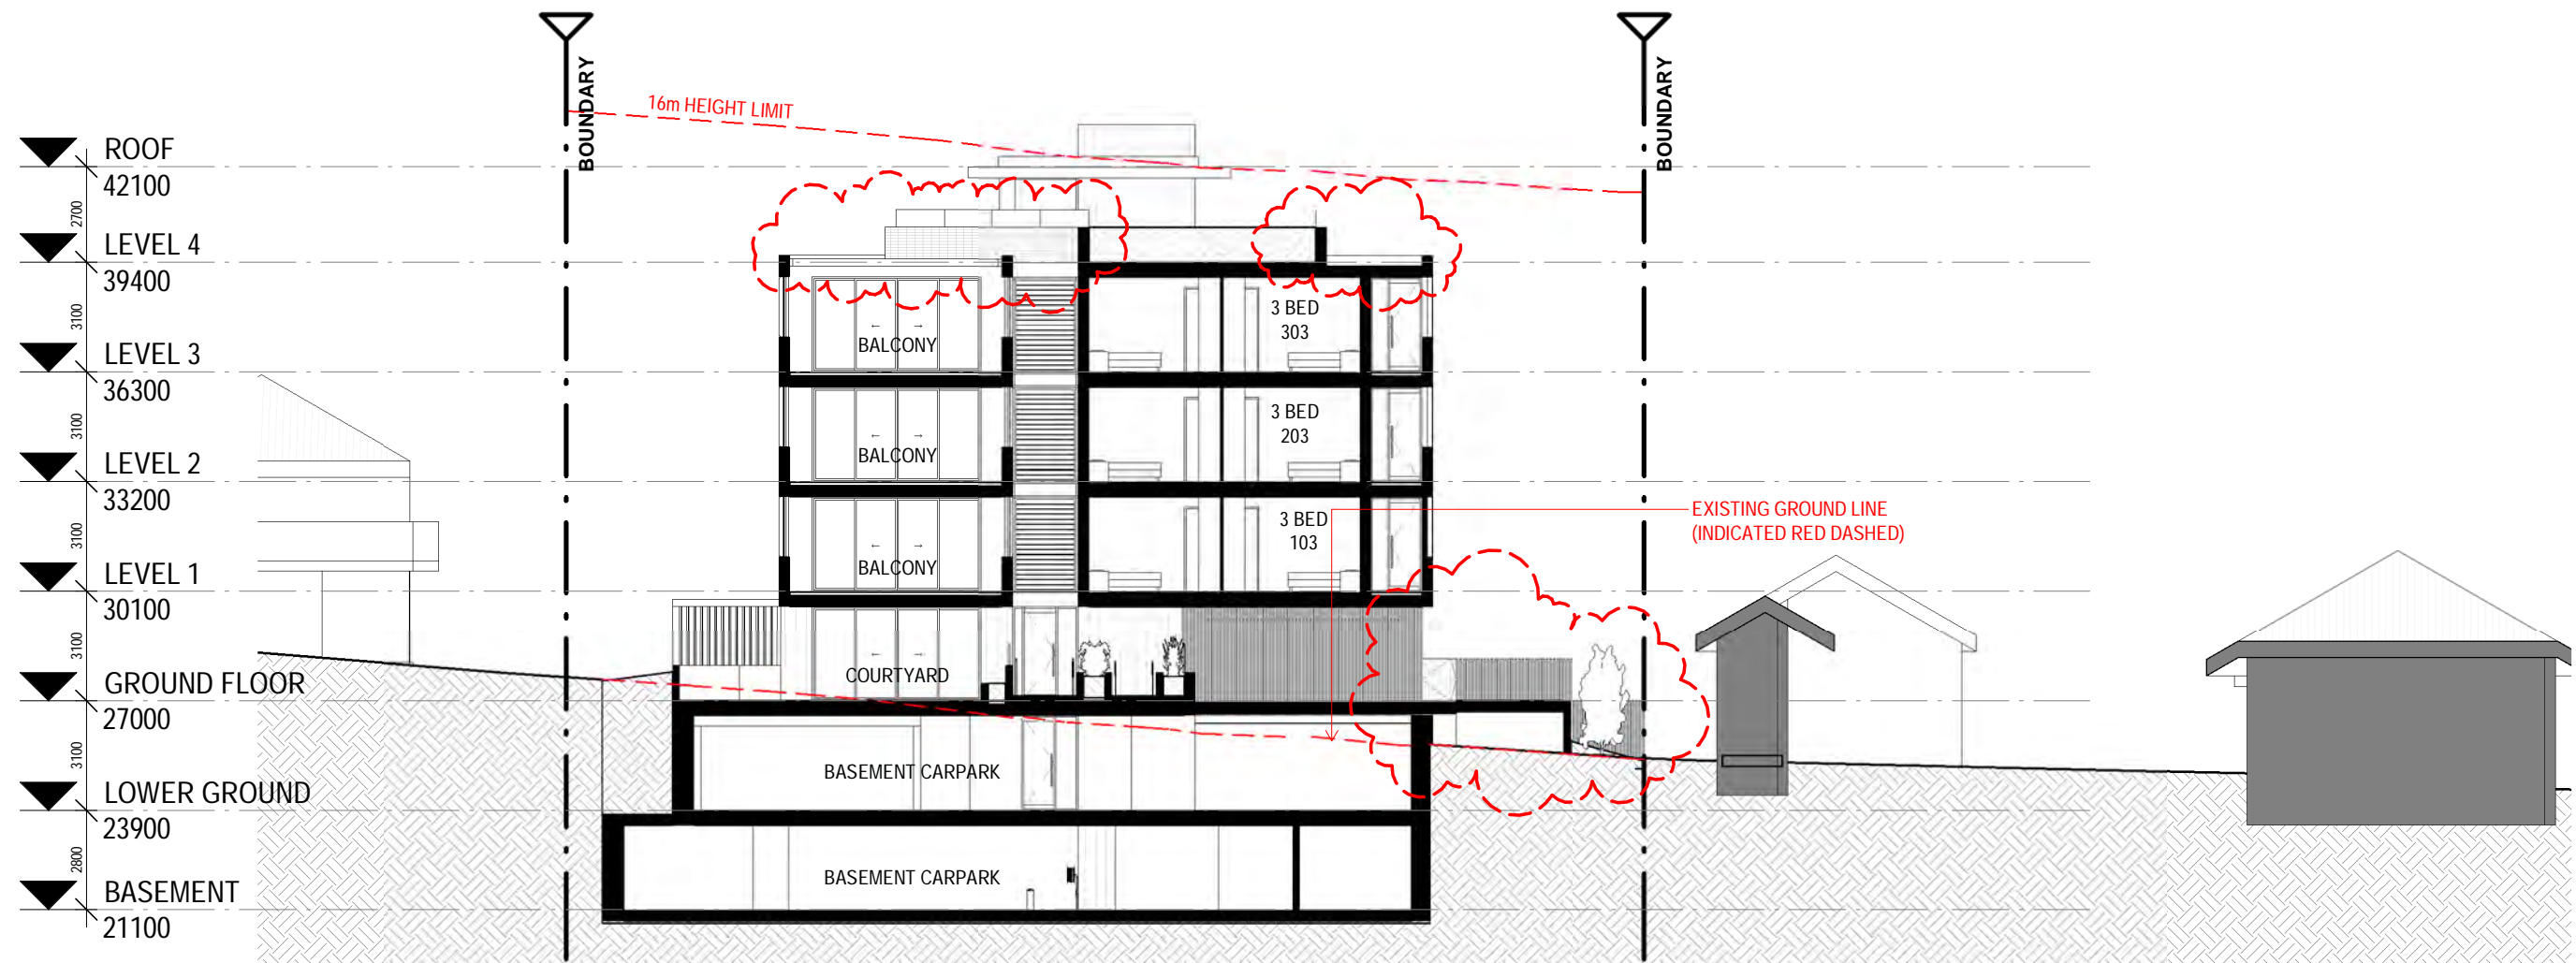 BOUNDARY
BOUNDARY
16m HEIGHT LIMIT
ROOF
42100
2700
LEVEL 4
39400
3100
LEVEL 3
36300
3100
LEVEL 2
33200
3100
LEVEL 1
30100
3100
GROUND FLOOR
27000
3100
LOWER GROUND
23900
2800
BASEMENT
21100
BALCONY
3 BED
303
BALCONY
3 BED
203
BALCONY
3 BED
103
EXISTING GROUND LINE
(INDICATED RED DASHED)
COURTYARD
BASEMENT CARPARK
BASEMENT CARPARK